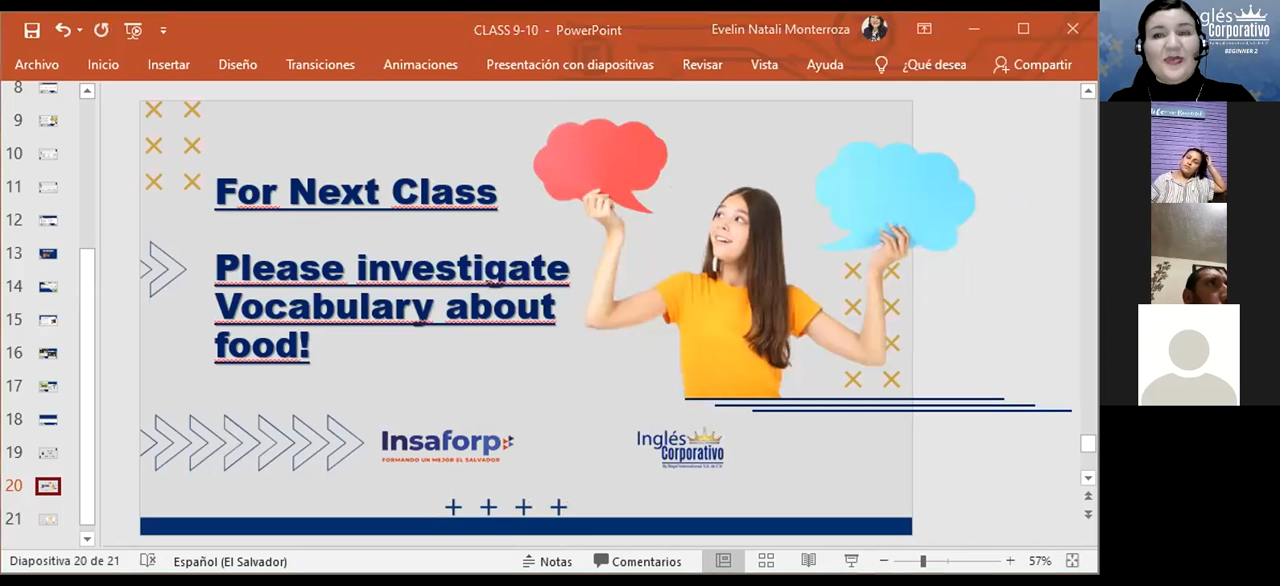 CLASS 9-10 - PowerPoint
Evelin Natali Monterroza
Archivo
Inicio
Insertar
Diseño
Transiciones
Animaciones
Presentación con diapositivas
Revisar
Vista
Ayuda
¿Qué desea
Compartir
8
9
10
11
12
13
14
15
16
17
18
19
20
21
For Next Class
Please investigate
Vocabulary about
food!
Insaforp
FORMANDO UN MEJOR EL SALVADOR
Inglés
Corporativo
Diapositiva 20 de 21
Español (El Salvador)
Notas
Comentarios
57%
glés
Corporativo
BEGINNER 2